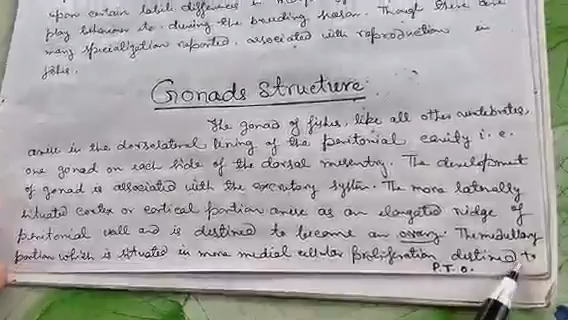 upon certain habit differences in
play behaviour etc. during the breeding season. Though there are
many specialization reported, associated with reproduction in
fishes.
Gonads Structure
The gonad of fishes, like all other vertebrates,
arise in the dorsolateral lining of the peritonial cavity i.e.
one gonad on each side of the dorsal mesentry. The development
of gonad is associated with the excretory system. The more laterally
situated cortex or cortical portion arise as an elongated ridge of
peritonial wall and is destined to become an ovary. The medullary
portion which is situated in more medial cellular proliferation destined to
P.T.O.